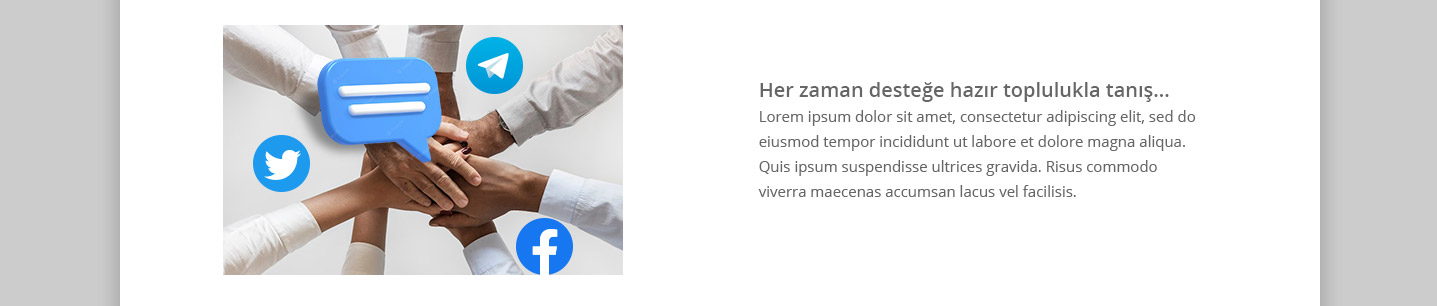 Her zaman desteğe hazır toplulukla tanış...
Lorem ipsum dolor sit amet, consectetur adipiscing elit, sed do
eiusmod tempor incididunt ut labore et dolore magna aliqua.
Quis ipsum suspendisse ultrices gravida. Risus commodo
viverra maecenas accumsan lacus vel facilisis.